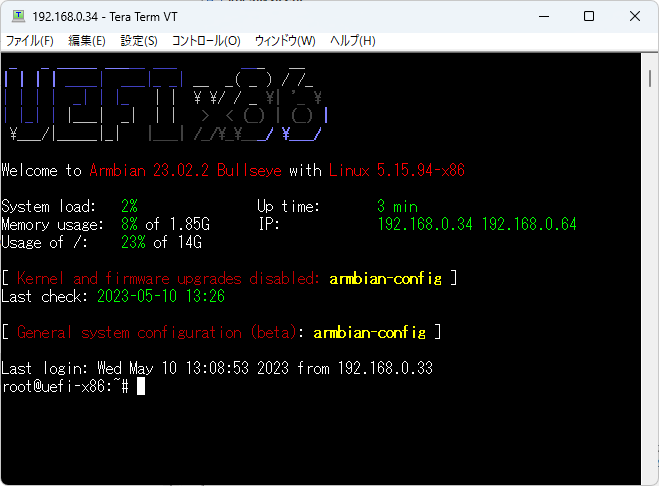 192.168.0.34 - Tera Term VT
ファイル(F) 編集(E) 設定(S) コントロール(O) ウィンドウ(W) ヘルプ(H)
UEFI x86
Welcome to Armbian 23.02.2 Bullseye with Linux 5.15.94-x86
System load: 2% Up time: 3 min
Memory usage: 8% of 1.85G IP: 192.168.0.34 192.168.0.64
Usage of /: 23% of 14G
[ Kernel and firmware upgrades disabled: armbian-config ]
Last check: 2023-05-10 13:26
[ General system configuration (beta): armbian-config ]
Last login: Wed May 10 13:08:53 2023 from 192.168.0.33
root@uefi-x86:~#